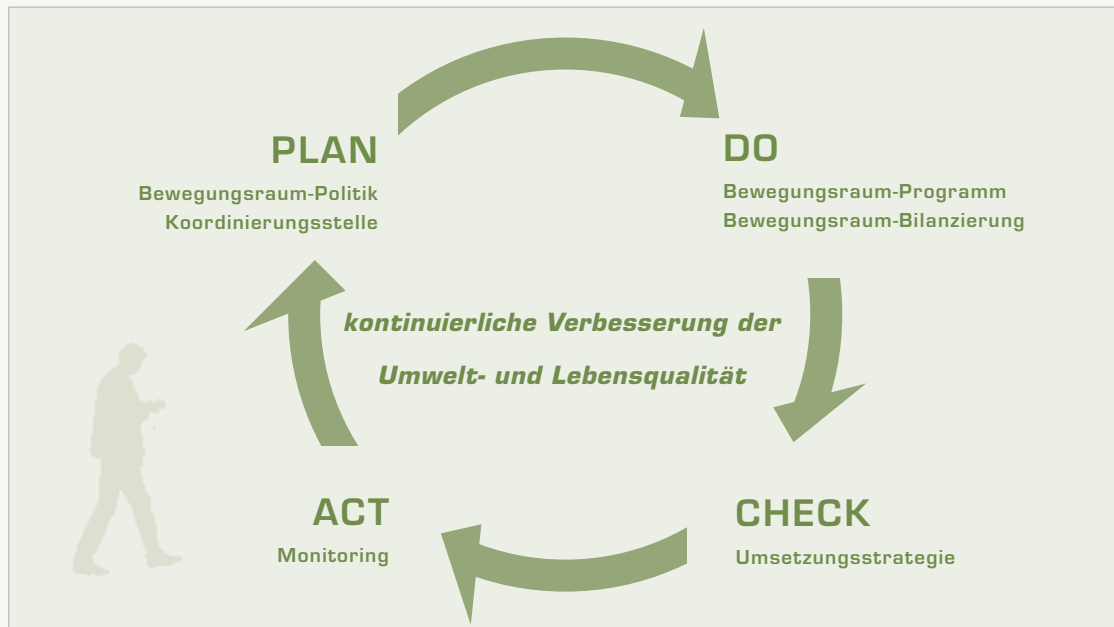 PLAN
Bewegungsraum-Politik
Koordinierungsstelle
DO
Bewegungsraum-Programm
Bewegungsraum-Bilanzierung
kontinuierliche Verbesserung der
Umwelt- und Lebensqualität
ACT
Monitoring
CHECK
Umsetzungsstrategie